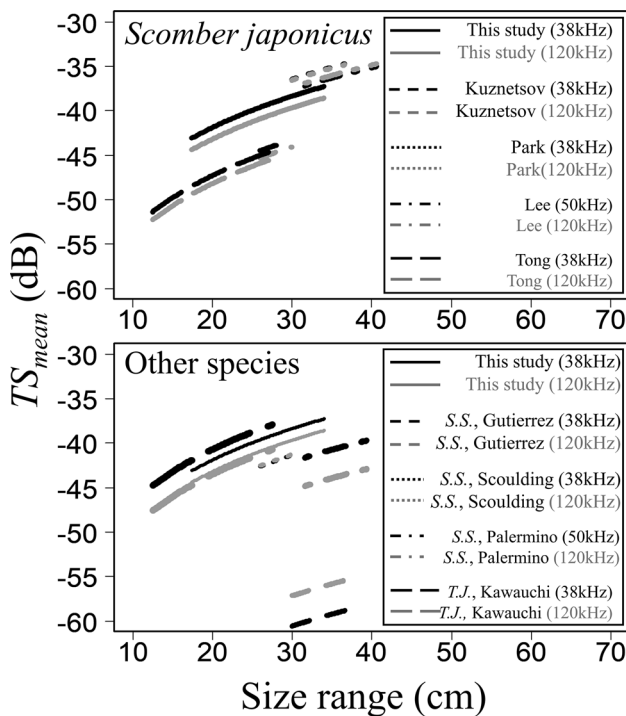 Scomber japonicus
-30
-35
-40
-45
-50
-55
-60
10 20 30 40 50 60 70
This study (38kHz)
This study (120kHz)
Kuznetsov (38kHz)
Kuznetsov (120kHz)
Park (38kHz)
Park(120kHz)
Lee (50kHz)
Lee (120kHz)
Tong (38kHz)
Tong (120kHz)
TSmean (dB)
Other species
-30
-35
-40
-45
-50
-55
-60
10 20 30 40 50 60 70
This study (38kHz)
This study (120kHz)
S.S., Gutierrez (38kHz)
S.S., Gutierrez (120kHz)
S.S., Scoulding (38kHz)
S.S., Scoulding (120kHz)
S.S., Palermino (50kHz)
S.S., Palermino (120kHz)
T.J., Kawauchi (38kHz)
T.J., Kawauchi (120kHz)
Size range (cm)